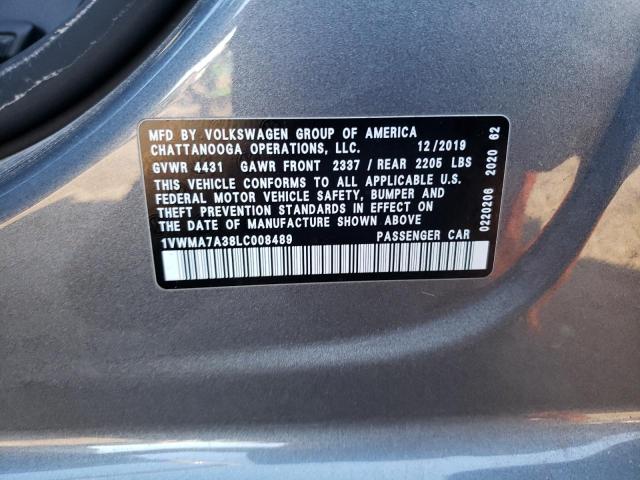 MFD BY VOLKSWAGEN GROUP OF AMERICA
CHATTANOOGA OPERATIONS, LLC. 12/2019
GVWR 4431 GAWR FRONT 2337 / REAR 2205 LBS
THIS VEHICLE CONFORMS TO ALL APPLICABLE U.S.
FEDERAL MOTOR VEHICLE SAFETY, BUMPER AND
THEFT PREVENTION STANDARDS IN EFFECT ON
THE DATE OF MANUFACTURE SHOWN ABOVE
1VWMA7A38LC008489 PASSENGER CAR
0220206 2020 62